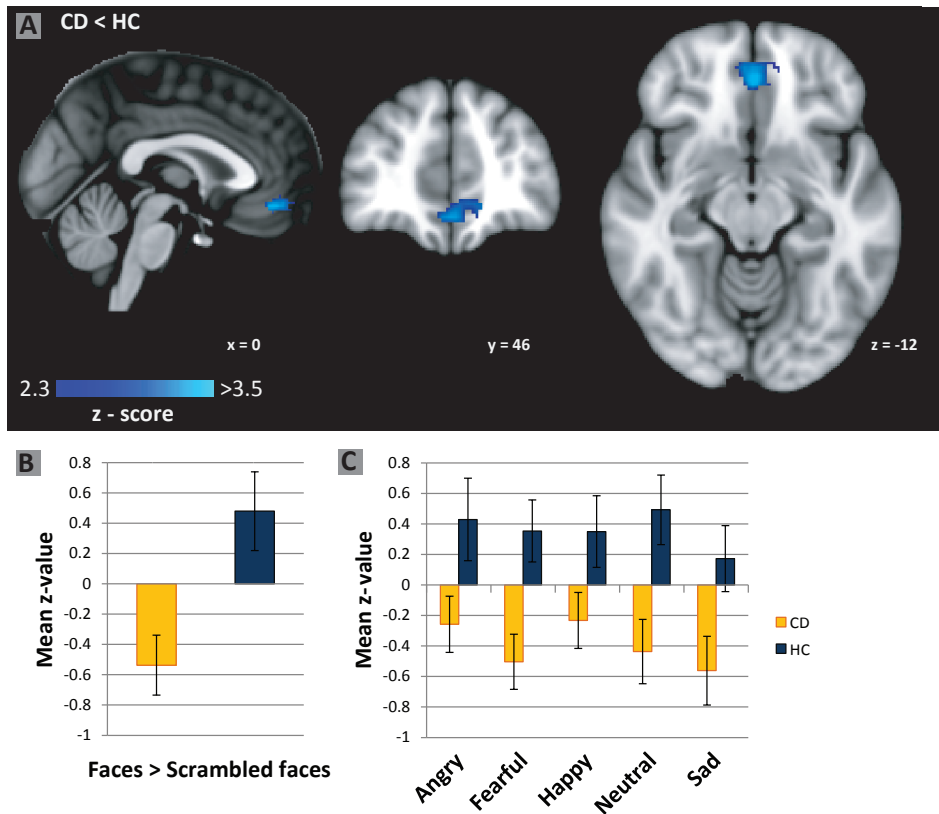 A CD < HC
x = 0
y = 46
z = -12
2.3 >3.5
z - score
B
0.8
0.6
0.4
0.2
0
-0.2
-0.4
-0.6
-0.8
-1
Mean z-value
Faces > Scrambled faces
C
0.8
0.6
0.4
0.2
0
-0.2
-0.4
-0.6
-0.8
-1
Mean z-value
Angry
Fearful
Happy
Neutral
Sad
CD
HC